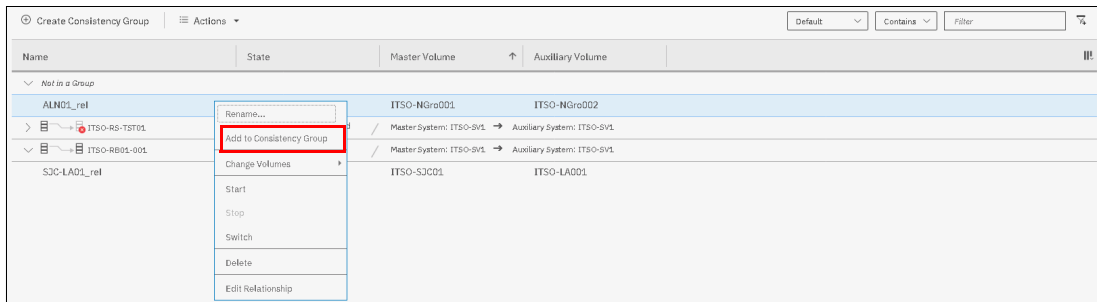 Create Consistency Group Actions Default Contains Filter
Name State Master Volume Auxiliary Volume
Not in a Group
ALN01_rel ITSO-NGro001 ITSO-NGro002
Rename...
ITSO-RS-TST01 d Master System: ITSO-SV1 → Auxiliary System: ITSO-SV1
Add to Consistency Group
ITSO-RB01-001 Master System: ITSO-SV1 → Auxiliary System: ITSO-SV1
Change Volumes
SJC-LA01_rel ITSO-SJC01 ITSO-LA001
Start
Stop
Switch
Delete
Edit Relationship